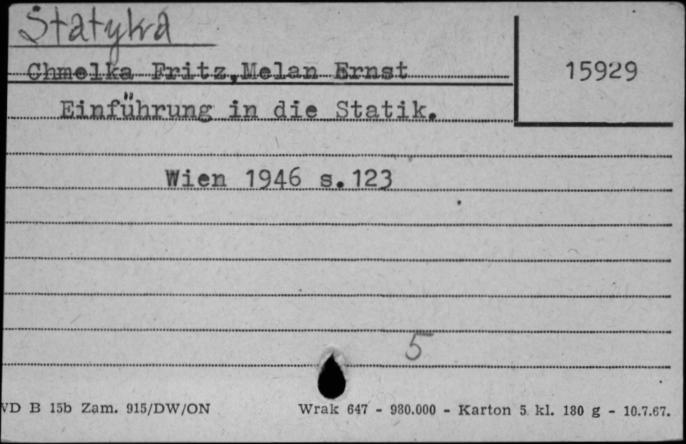 Statyka
Chmelka Fritz,Melan Ernst
15929
Einführung in die Statik.
Wien 1946 s.123
5
VD B 15b Zam. 915/DW/ON Wrak 647 - 980.000 - Karton 5 kl. 180 g - 10.7.67.